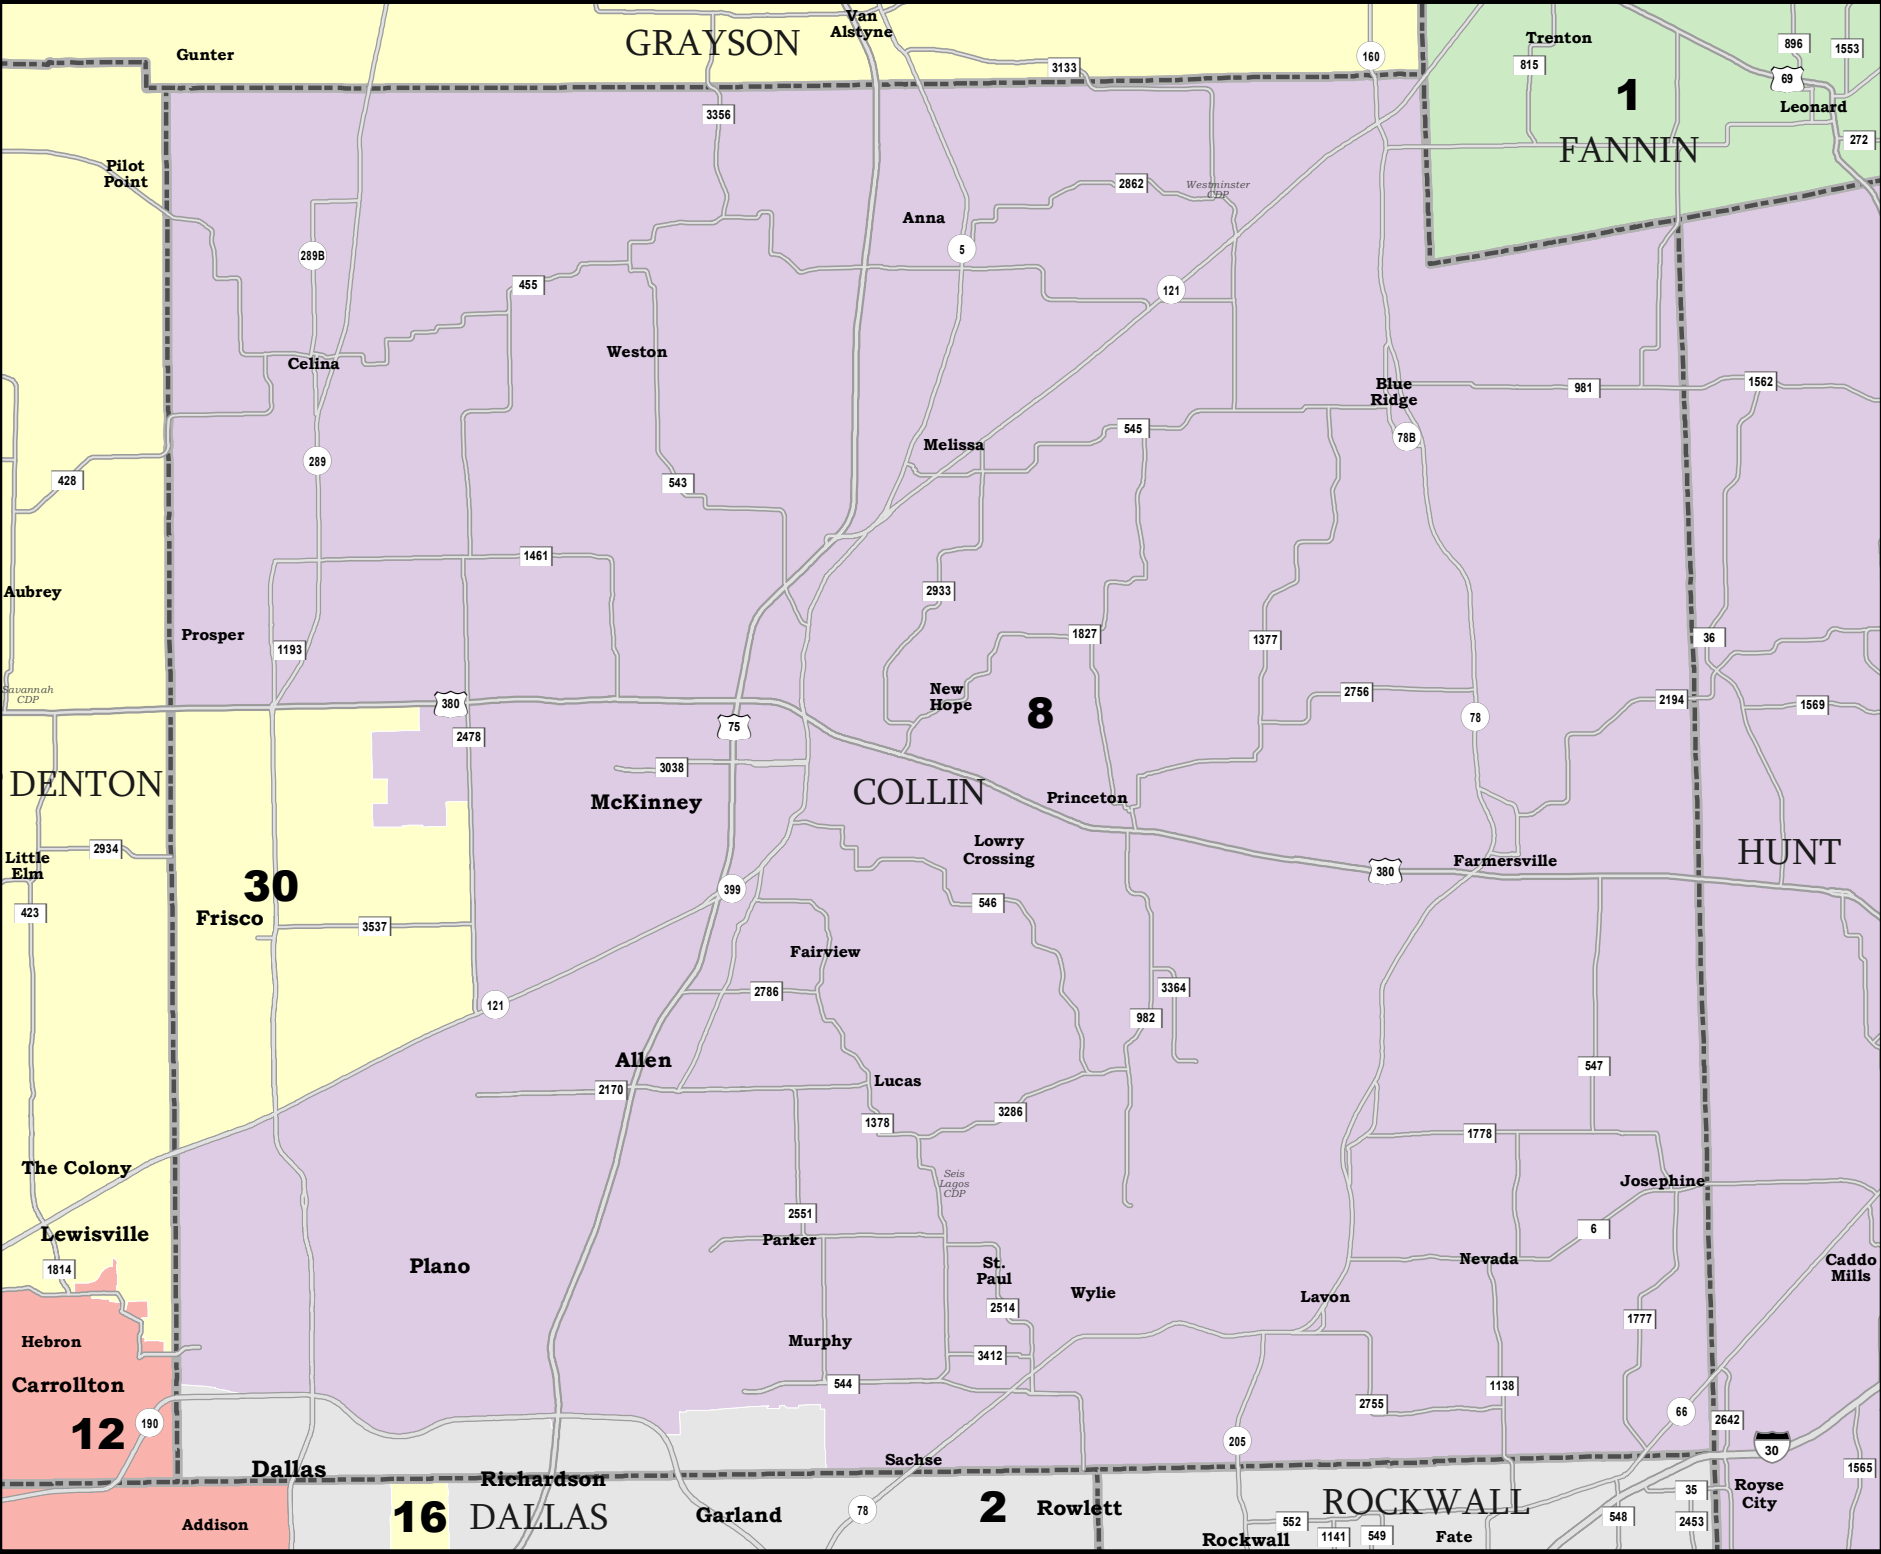 Van
Alstyne
GRAYSON
Gunter
Trenton
896
1553
160
3133
815
69
1
Leonard
3356
272
FANNIN
Pilot
Point
2862
Westminster
CDP
Anna
5
289B
455
121
Weston
Celina
Blue
Ridge
981
1562
545
78B
Melissa
289
428
543
1461
2933
Aubrey
Prosper
1193
1827
1377
36
Savannah
CDP
New
Hope
2756
380
2194
1569
8
75
78
2478
3038
DENTON
McKinney
COLLIN
Princeton
2934
Little
Elm
Lowry
Crossing
HUNT
380
Farmersville
30
399
546
423
Frisco
3537
Fairview
2786
3364
121
982
Allen
547
2170
Lucas
3286
1378
1778
The Colony
Seis
Lagos
CDP
Josephine
2551
6
Lewisville
Parker
1814
Plano
St.
Paul
Nevada
Caddo
Mills
Wylie
Lavon
2514
1777
Hebron
Murphy
3412
Carrollton
544
1138
2755
66
12
190
2642
205
30
Dallas
Sachse
1565
Richardson
Royse
City
35
16
DALLAS
Garland
78
2
Rowlett
ROCKWALL
552
548
2453
Addison
Rockwall
1141
549
Fate